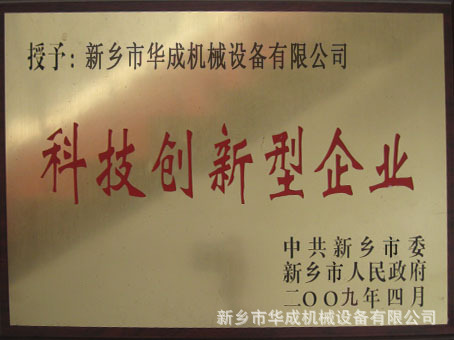 授予：新乡市华成机械设备有限公司
科技创新型企业
中共新乡市委
新乡市人民政府
二〇〇九年四月
新乡市华成机械设备有限公司